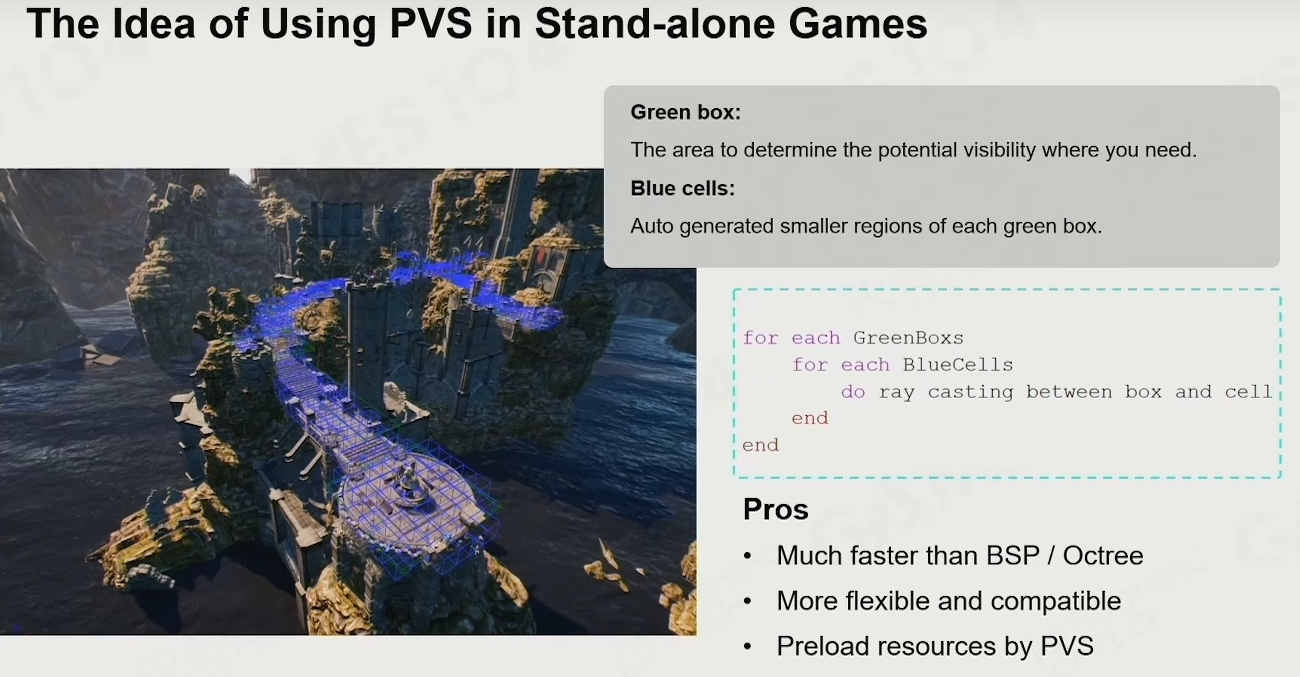 The Idea of Using PVS in Stand-alone Games
Green box:
The area to determine the potential visibility where you need.
Blue cells:
Auto generated smaller regions of each green box.
for each GreenBoxs
for each BlueCells
do ray casting between box and cell
end
end
Pros
• Much faster than BSP / Octree
• More flexible and compatible
• Preload resources by PVS